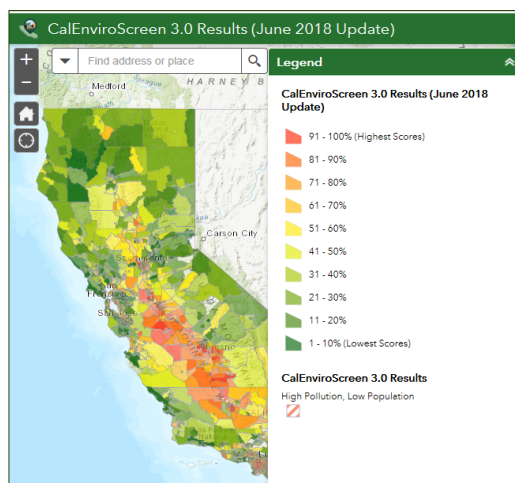 CalEnviroScreen 3.0 Results (June 2018 Update)
+
Find address or place
−
Legend
Medford
HARNEY B
CalEnviroScreen 3.0 Results (June 2018
Update)
91 - 100% (Highest Scores)
81 - 90%
71 - 80%
61 - 70%
51 - 60%
41 - 50%
31 - 40%
21 - 30%
11 - 20%
1 - 10% (Lowest Scores)
Carson City
CalEnviroScreen 3.0 Results
High Pollution, Low Population